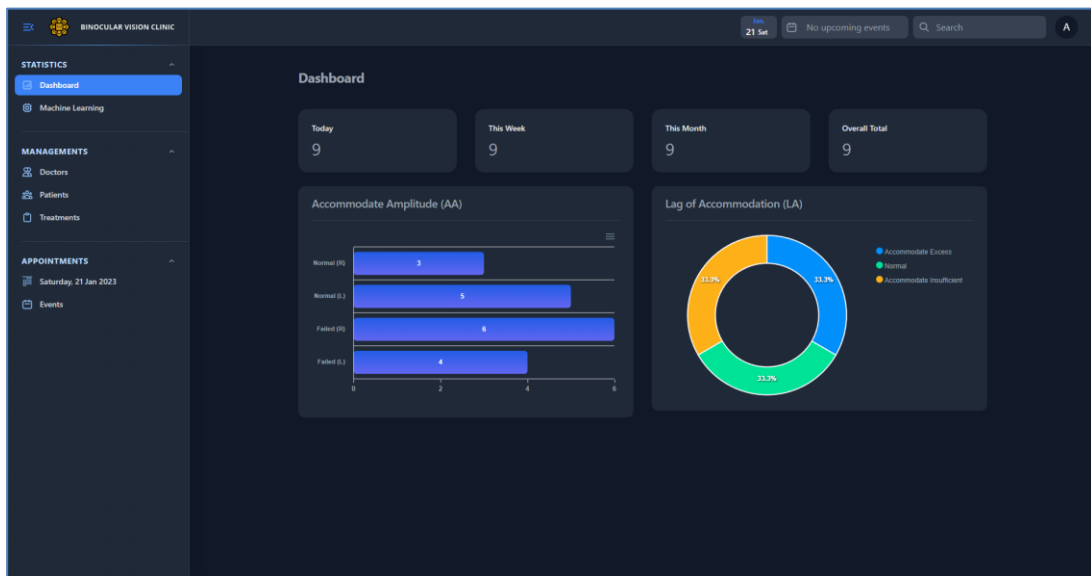 BINOCULAR VISION CLINIC
Jan
21 Sat
No upcoming events
Search
A
STATISTICS
Dashboard
Machine Learning
MANAGEMENTS
Doctors
Patients
Treatments
APPOINTMENTS
Saturday, 21 Jan 2023
Events
Dashboard
Today
9
This Week
9
This Month
9
Overall Total
9
Accommodate Amplitude (AA)
Normal (R)
3
Normal (L)
5
Failed (R)
6
Failed (L)
4
0 2 4 6
Lag of Accommodation (LA)
33.3%
33.3%
33.3%
Accommodate Excess
Normal
Accommodate Insufficient